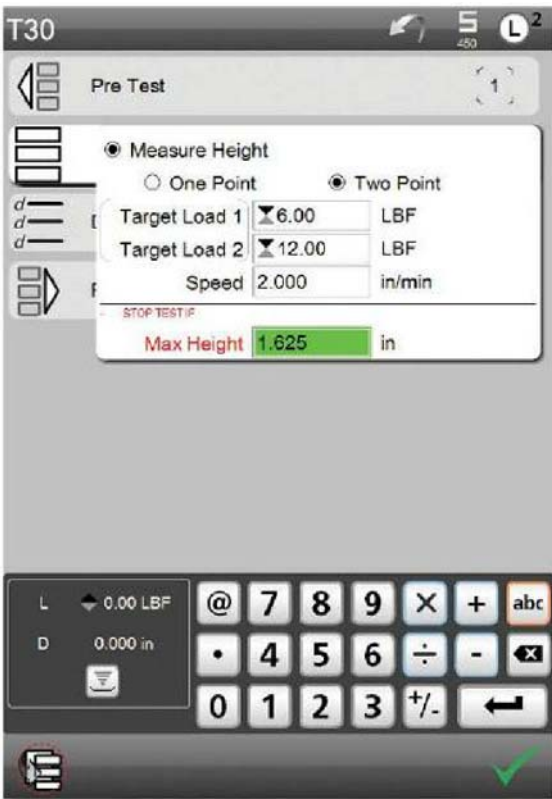 T30
S
450
L
2
Pre Test
1
Measure Height
One Point
Two Point
Target Load 1
6.00
LBF
Target Load 2
12.00
LBF
Speed
2.000
in/min
STOP TEST IF
Max Height
1.625
in
d
d
d
L
0.00 LBF
@
7
8
9
×
+
abc
D
0.000 in
•
4
5
6
÷
-
0
1
2
3
+/-